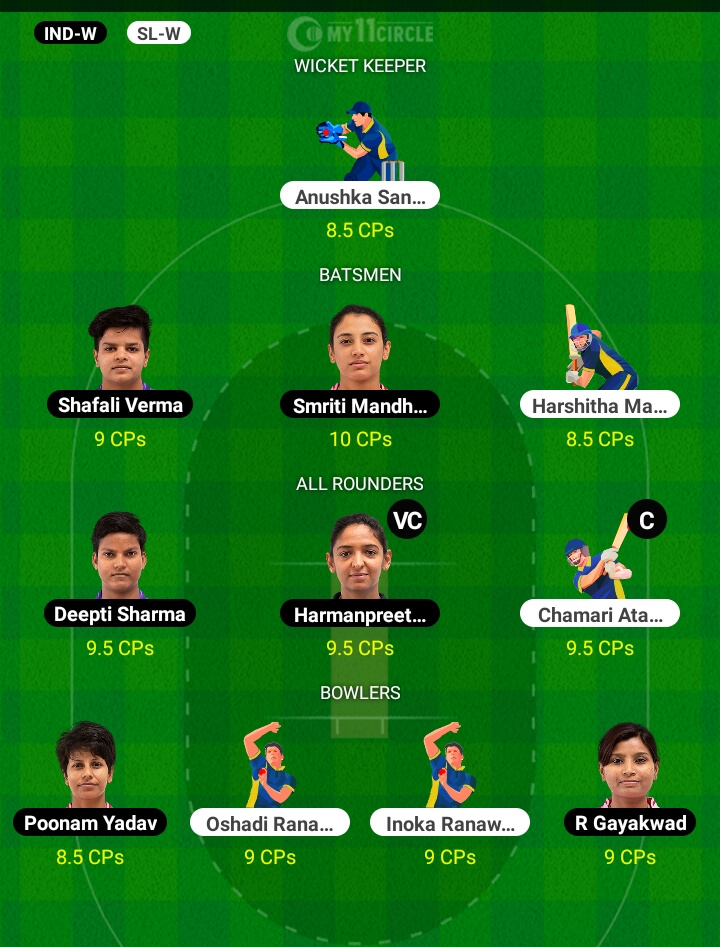 IND-W SL-W MY11CIRCLE
WICKET KEEPER
Anushka San...
8.5 CPs
BATSMEN
Shafali Verma Smriti Mandh... Harshitha Ma...
9 CPs 10 CPs 8.5 CPs
ALL ROUNDERS
VC C
Deepti Sharma Harmanpreet... Chamari Ata...
9.5 CPs 9.5 CPs 9.5 CPs
BOWLERS
Poonam Yadav Oshadi Rana... Inoka Ranaw... R Gayakwad
8.5 CPs 9 CPs 9 CPs 9 CPs